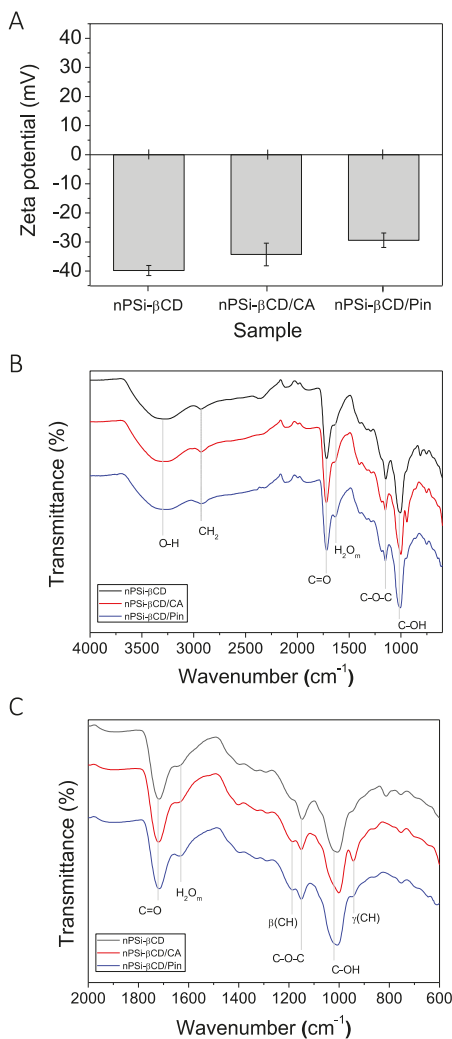 A
Zeta potential (mV)
40
30
20
10
0
-10
-20
-30
-40
nPSi-βCD nPSi-βCD/CA nPSi-βCD/Pin
Sample
B
Transmittance (%)
O-H
CH2
C=O
H2Om
C-O-C
C-OH
nPSi-βCD
nPSi-βCD/CA
nPSi-βCD/Pin
4000 3500 3000 2500 2000 1500 1000
Wavenumber (cm-1)
C
Transmittance (%)
C=O
H2Om
β(CH)
γ(CH)
C-O-C
C-OH
nPSi-βCD
nPSi-βCD/CA
nPSi-βCD/Pin
2000 1800 1600 1400 1200 1000 800 600
Wavenumber (cm-1)